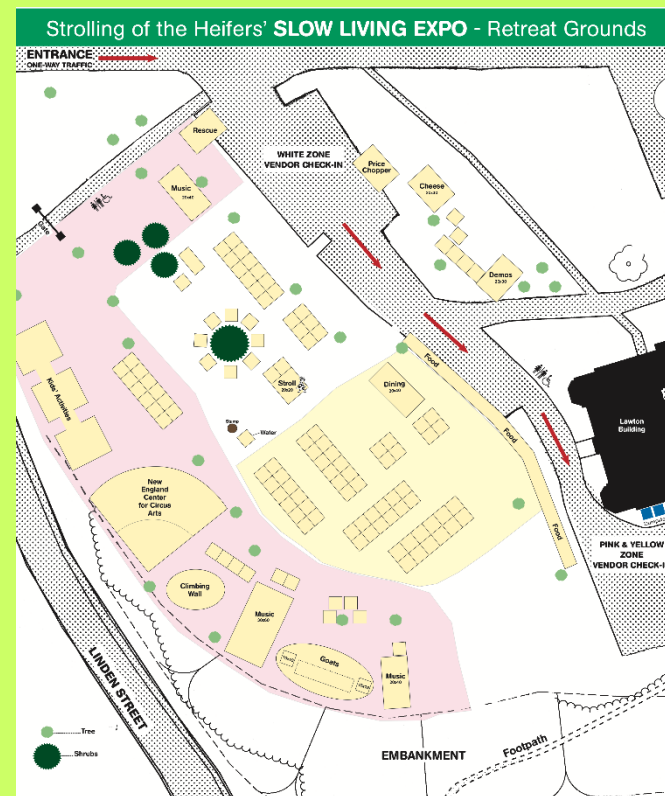 Strolling of the Heifers' SLOW LIVING EXPO - Retreat Grounds
ENTRANCE
ONE-WAY TRAFFIC
Rescue
WHITE ZONE
VENDOR CHECK-IN
Price
Chopper
Cheese
Music
Gate
Demos
Food
Stroll
Dining
Kids' Activities
Water
Food
Lawton
Building
New
England
Center
for Circus
Arts
Food
PINK & YELLOW
ZONE
VENDOR CHECK-I
Climbing
Wall
Music
Goats
Music
LINDEN STREET
Tree
Shrubs
EMBANKMENT
Footpath